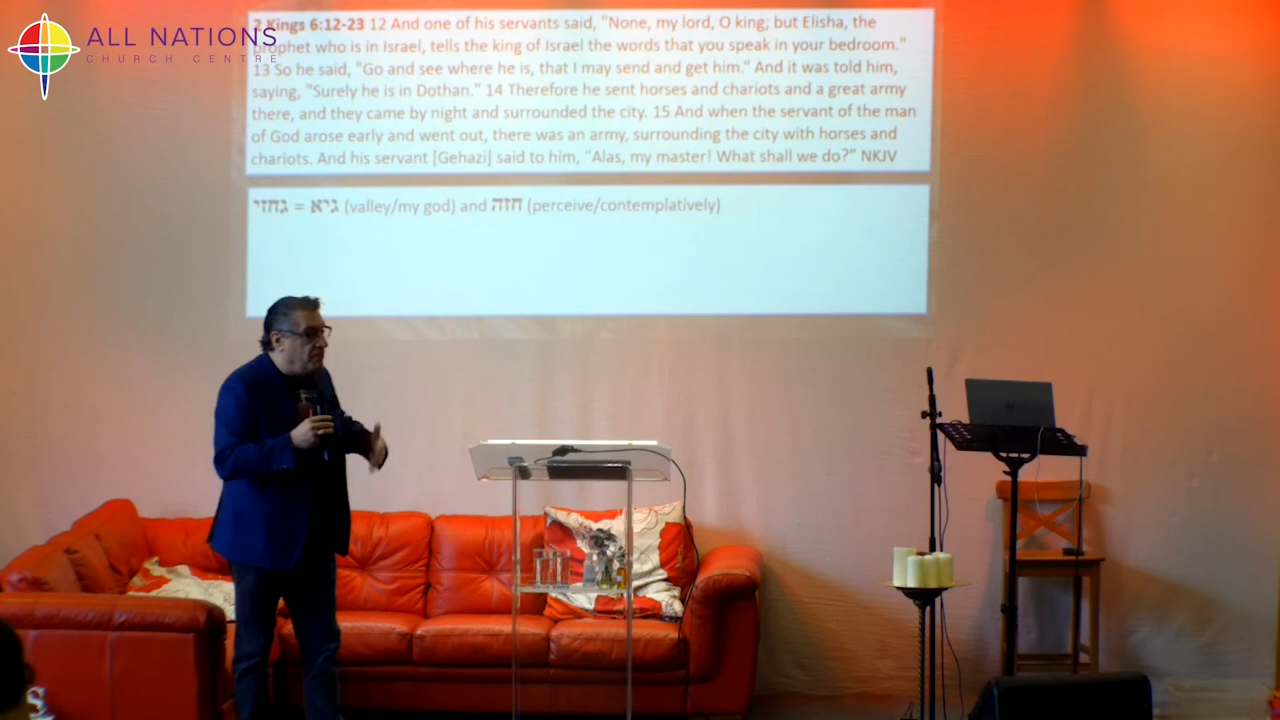 ALL NATIONS
CHURCH CENTRE
2 Kings 6:12-23 12 And one of his servants said, "None, my lord, O king; but Elisha, the
prophet who is in Israel, tells the king of Israel the words that you speak in your bedroom."
13 So he said, "Go and see where he is, that I may send and get him." And it was told him,
saying, "Surely he is in Dothan." 14 Therefore he sent horses and chariots and a great army
there, and they came by night and surrounded the city. 15 And when the servant of the man
of God arose early and went out, there was an army, surrounding the city with horses and
chariots. And his servant [Gehazi] said to him, "Alas, my master! What shall we do?" NKJV
גחזי = גיא (valley/my god) and חזה (perceive/contemplatively)